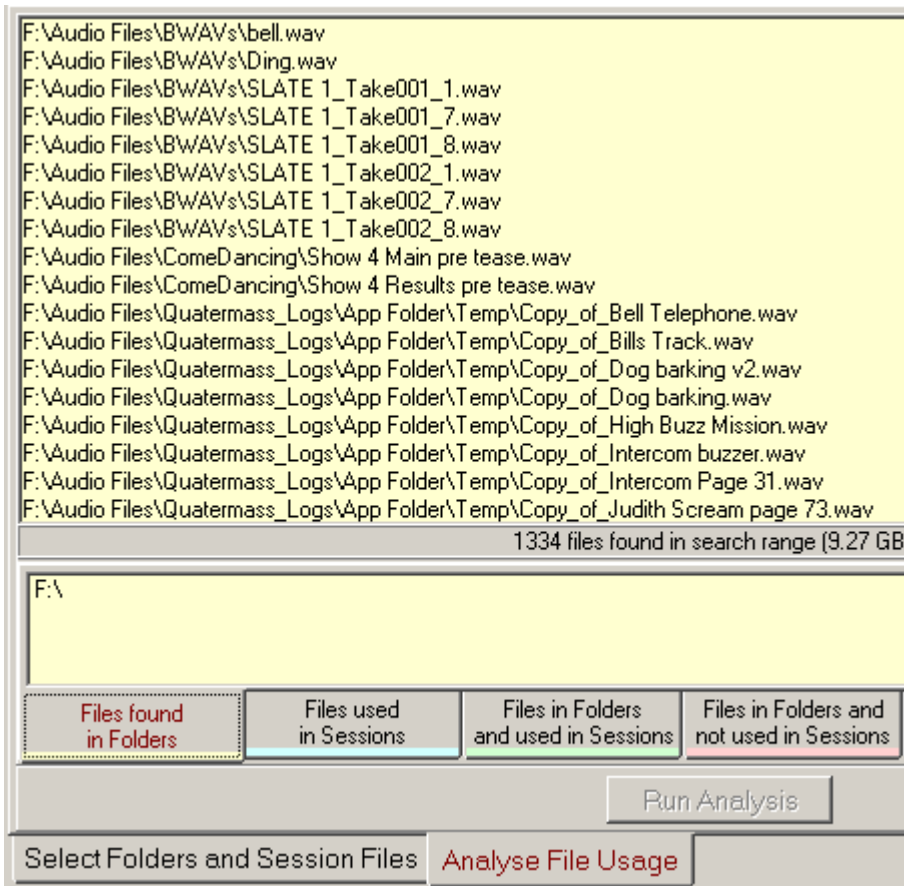 F:\Audio Files\BWAVs\bell.wav
F:\Audio Files\BWAVs\Ding.wav
F:\Audio Files\BWAVs\SLATE 1_Take001_1.wav
F:\Audio Files\BWAVs\SLATE 1_Take001_7.wav
F:\Audio Files\BWAVs\SLATE 1_Take001_8.wav
F:\Audio Files\BWAVs\SLATE 1_Take002_1.wav
F:\Audio Files\BWAVs\SLATE 1_Take002_7.wav
F:\Audio Files\BWAVs\SLATE 1_Take002_8.wav
F:\Audio Files\ComeDancing\Show 4 Main pre tease.wav
F:\Audio Files\ComeDancing\Show 4 Results pre tease.wav
F:\Audio Files\Quatermass_Logs\App Folder\Temp\Copy_of_Bell Telephone.wav
F:\Audio Files\Quatermass_Logs\App Folder\Temp\Copy_of_Bills Track.wav
F:\Audio Files\Quatermass_Logs\App Folder\Temp\Copy_of_Dog barking v2.wav
F:\Audio Files\Quatermass_Logs\App Folder\Temp\Copy_of_Dog barking.wav
F:\Audio Files\Quatermass_Logs\App Folder\Temp\Copy_of_High Buzz Mission.wav
F:\Audio Files\Quatermass_Logs\App Folder\Temp\Copy_of_Intercom buzzer.wav
F:\Audio Files\Quatermass_Logs\App Folder\Temp\Copy_of_Intercom Page 31.wav
F:\Audio Files\Quatermass_Logs\App Folder\Temp\Copy_of_Judith Scream page 73.wav
1334 files found in search range (9.27 GB
F:\
Files found
in Folders
Files used
in Sessions
Files in Folders
and used in Sessions
Files in Folders and
not used in Sessions
Run Analysis
Select Folders and Session Files
Analyse File Usage